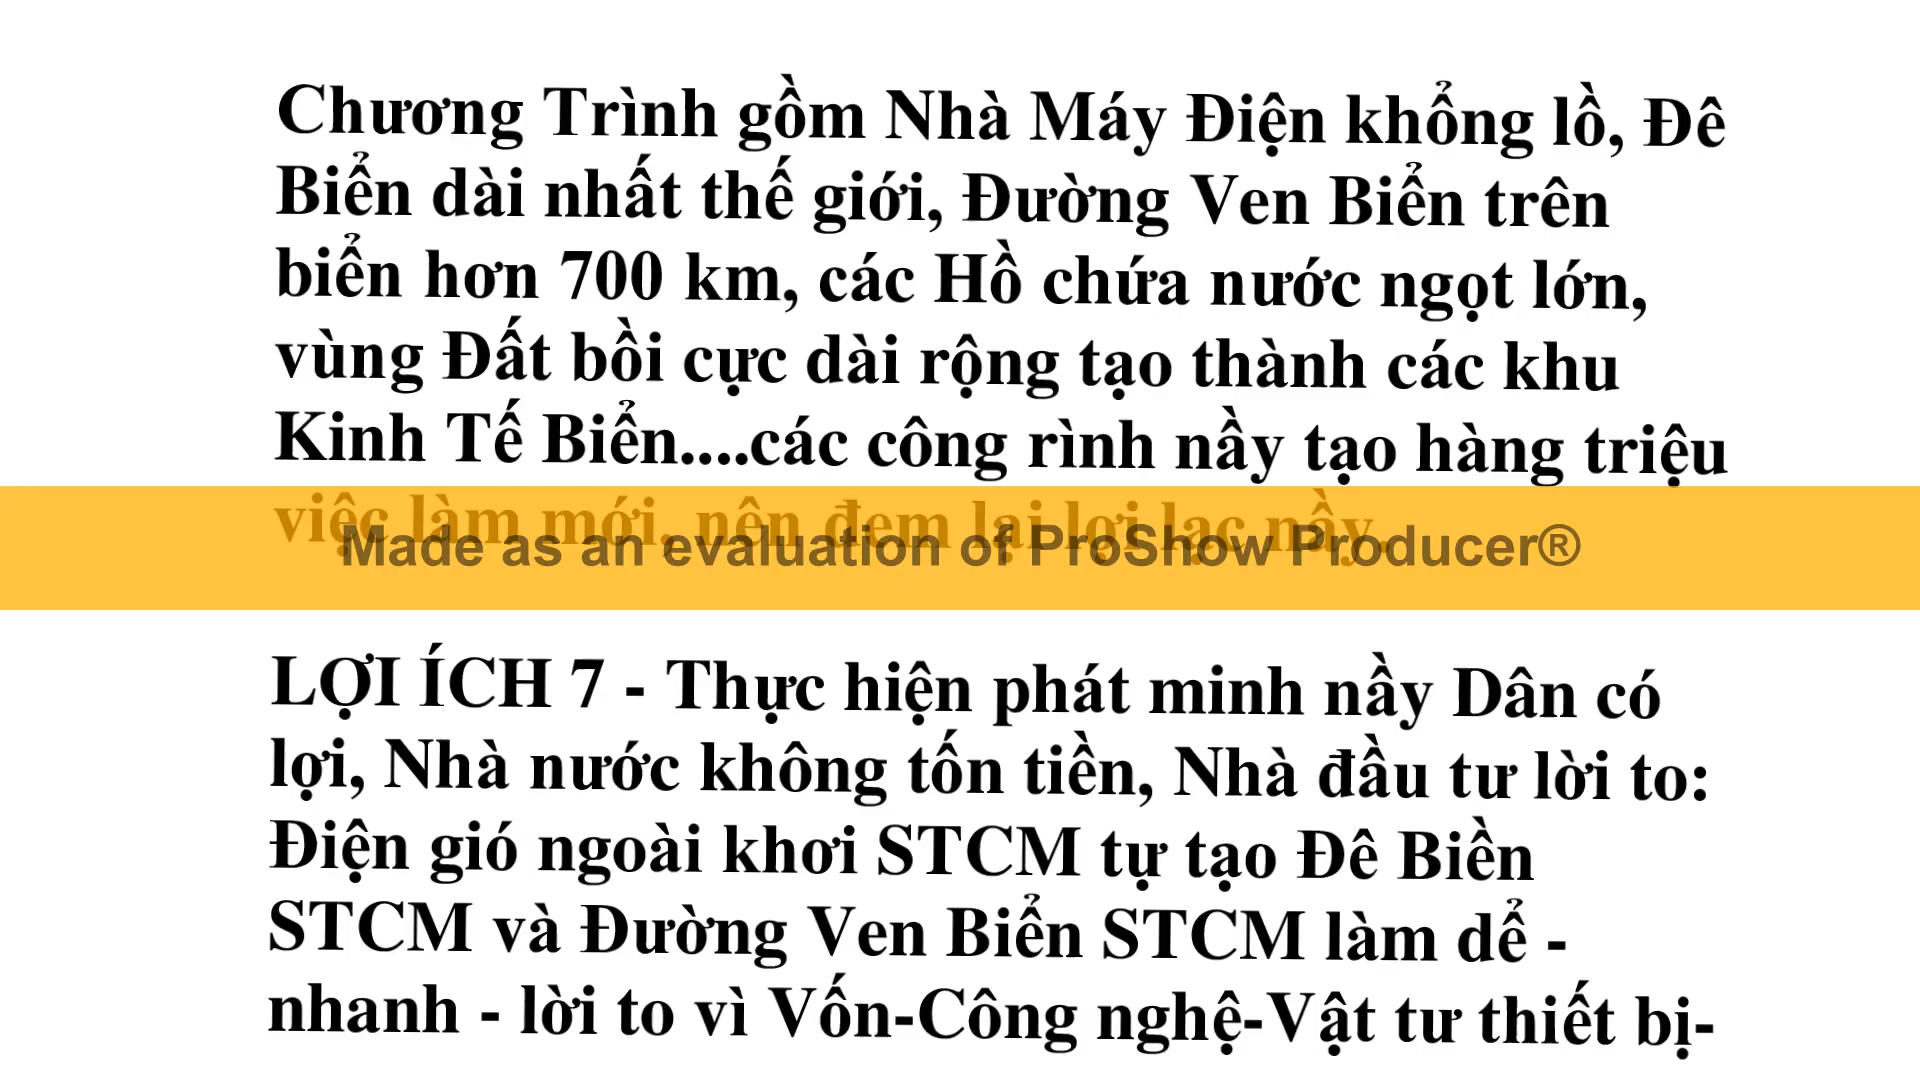 Chương Trình gồm Nhà Máy Điện khổng lồ, Đê
Biển dài nhất thế giới, Đường Ven Biển trên
biển hơn 700 km, các Hồ chứa nước ngọt lớn,
vùng Đất bồi cực dài rộng tạo thành các khu
Kinh Tế Biển....các công rình nầy tạo hàng triệu
việc làm mới, nên đem lại lợi lạc nầy.
Made as an evaluation of ProShow Producer®
LỢI ÍCH 7 - Thực hiện phát minh nầy Dân có
lợi, Nhà nước không tốn tiền, Nhà đầu tư lời to:
Điện gió ngoài khơi STCM tự tạo Đê Biền
STCM và Đường Ven Biển STCM làm dể -
nhanh - lời to vì Vốn-Công nghệ-Vật tư thiết bị-